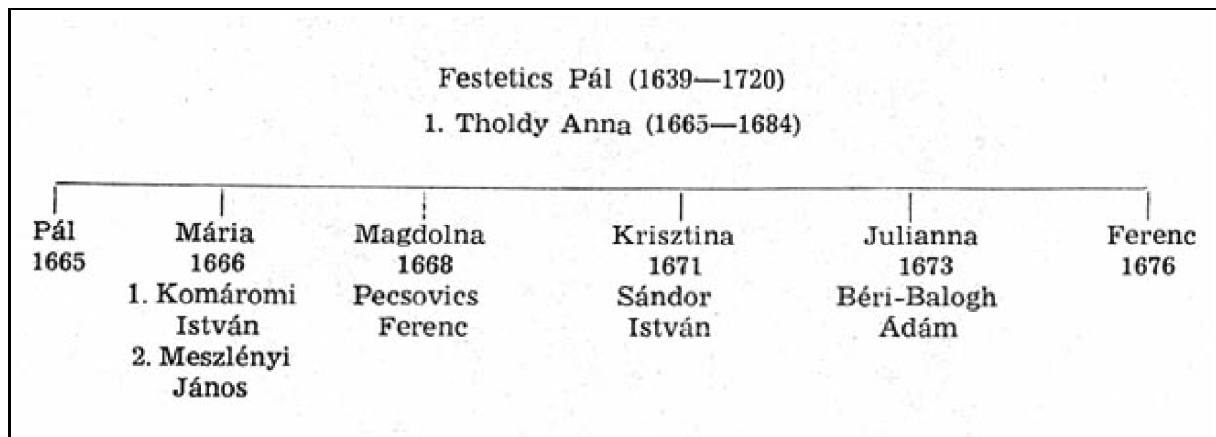 Festetics Pál (1639—1720)
1. Tholdy Anna (1665—1684)
Pál
1665
Mária
1666
1. Komáromi
István
2. Meszlényi
János
Magdolna
1668
Pecsovics
Ferenc
Krisztina
1671
Sándor
István
Julianna
1673
Béri-Balogh
Ádám
Ferenc
1676